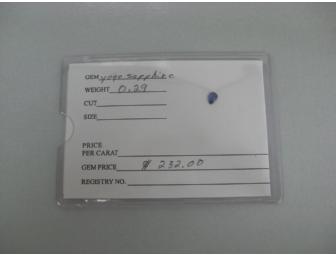 GEM yogo sapphire
WEIGHT 0.29
CUT
SIZE
PRICE
PER CARAT
GEM PRICE $ 232.00
REGISTRY NO.